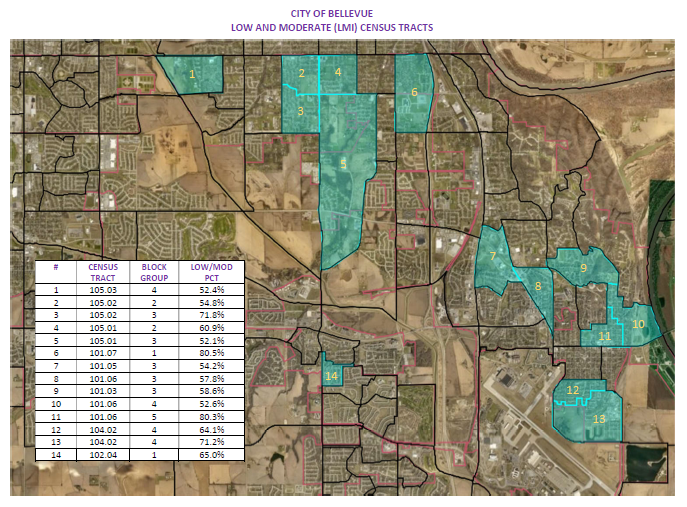 CITY OF BELLEVUE
LOW AND MODERATE (LMI) CENSUS TRACTS
1
2
4
6
3
5
7
9
8
10
11
14
12
13
# CENSUS TRACT BLOCK GROUP LOW/MOD PCT
1 105.03 4 52.4%
2 105.02 2 54.8%
3 105.02 3 71.8%
4 105.01 2 60.9%
5 105.01 3 52.1%
6 101.07 1 80.5%
7 101.05 3 54.2%
8 101.06 3 57.8%
9 101.03 3 58.6%
10 101.06 4 52.6%
11 101.06 5 80.3%
12 104.02 4 64.1%
13 104.02 4 71.2%
14 102.04 1 65.0%